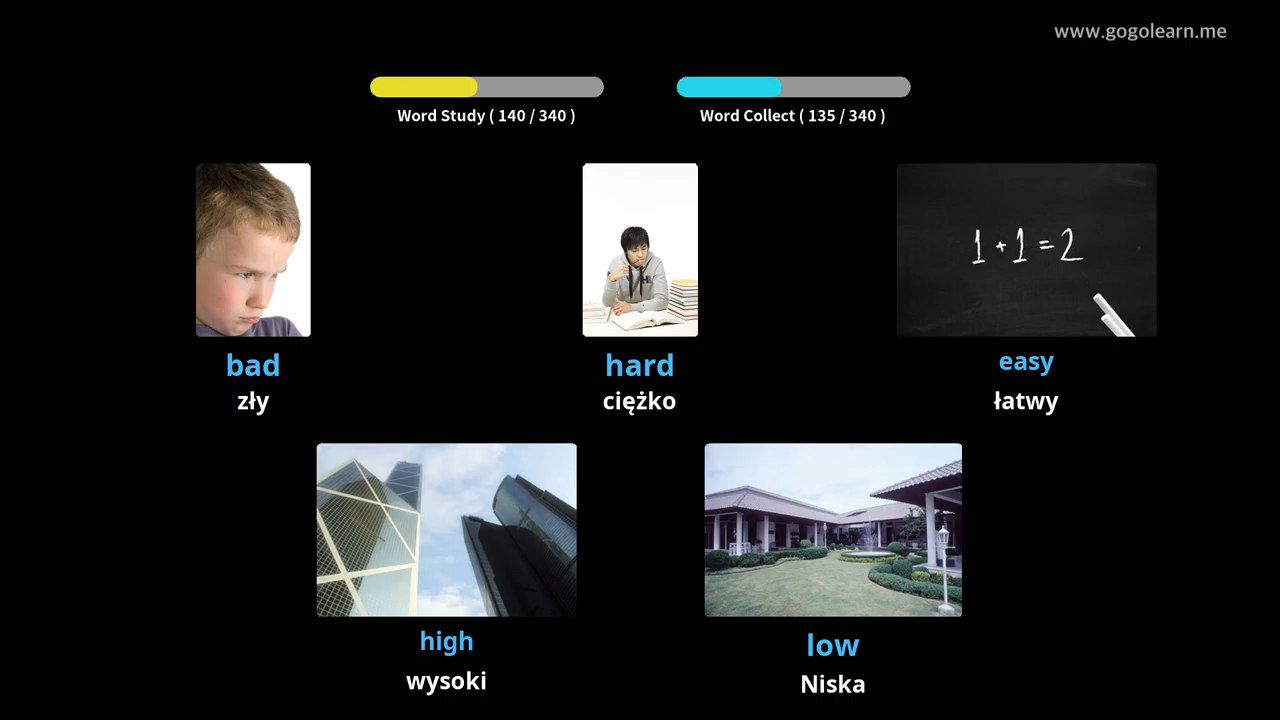 www.gogolearn.me
Word Study ( 140 / 340 )
Word Collect ( 135 / 340 )
1 + 1 = 2
bad
zły
hard
ciężko
easy
łatwy
high
wysoki
low
Niska